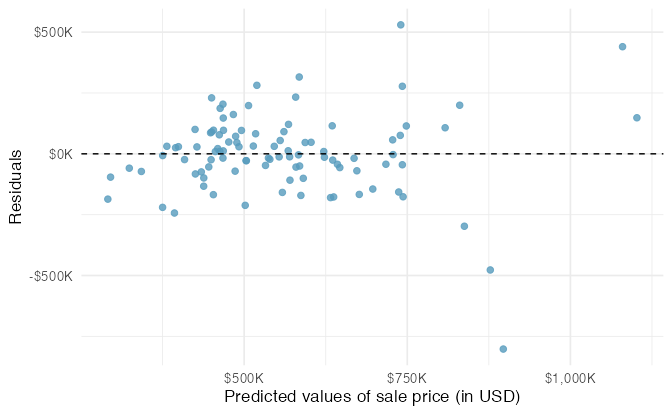 $500K
$0K
-$500K
Residuals
$500K
$750K
$1,000K
Predicted values of sale price (in USD)